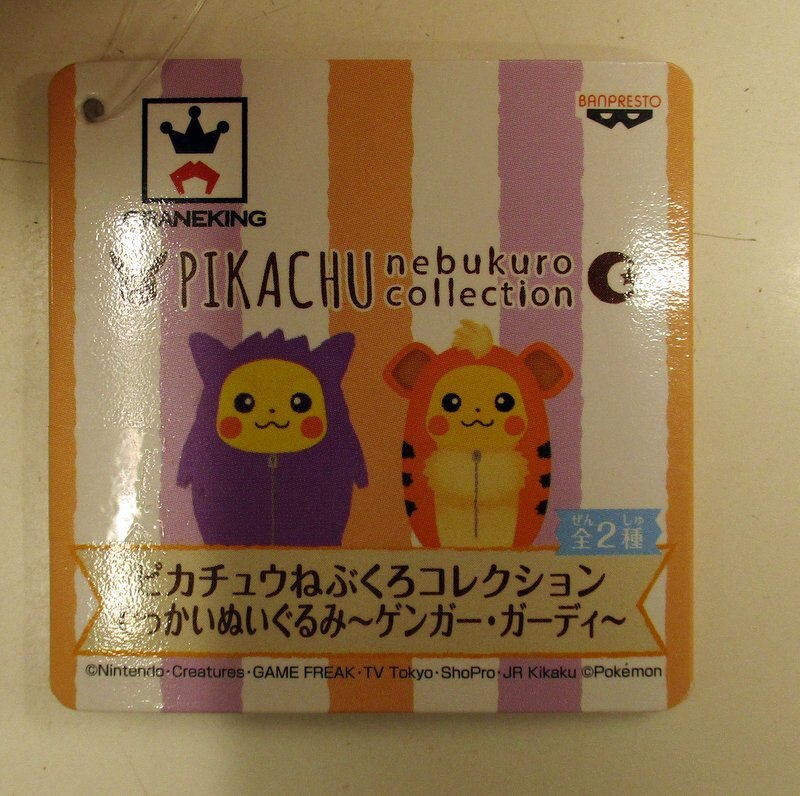 BANPRESTO
CRANEKING
PIKACHU nebukuro collection
ぜん しゅ
全2種
ピカチュウねぶくろコレクション
でっかいぬいぐるみ～ゲンガー・ガーディ～
©Nintendo・Creatures・GAME FREAK・TV Tokyo・ShoPro・JR Kikaku ©Pokémon